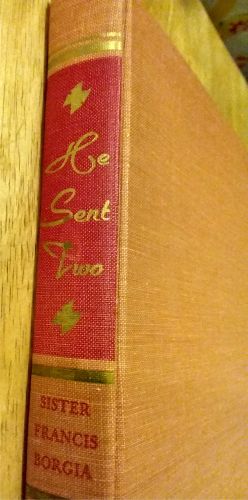 He
Sent
Two
SISTER
FRANCIS
BORGIA